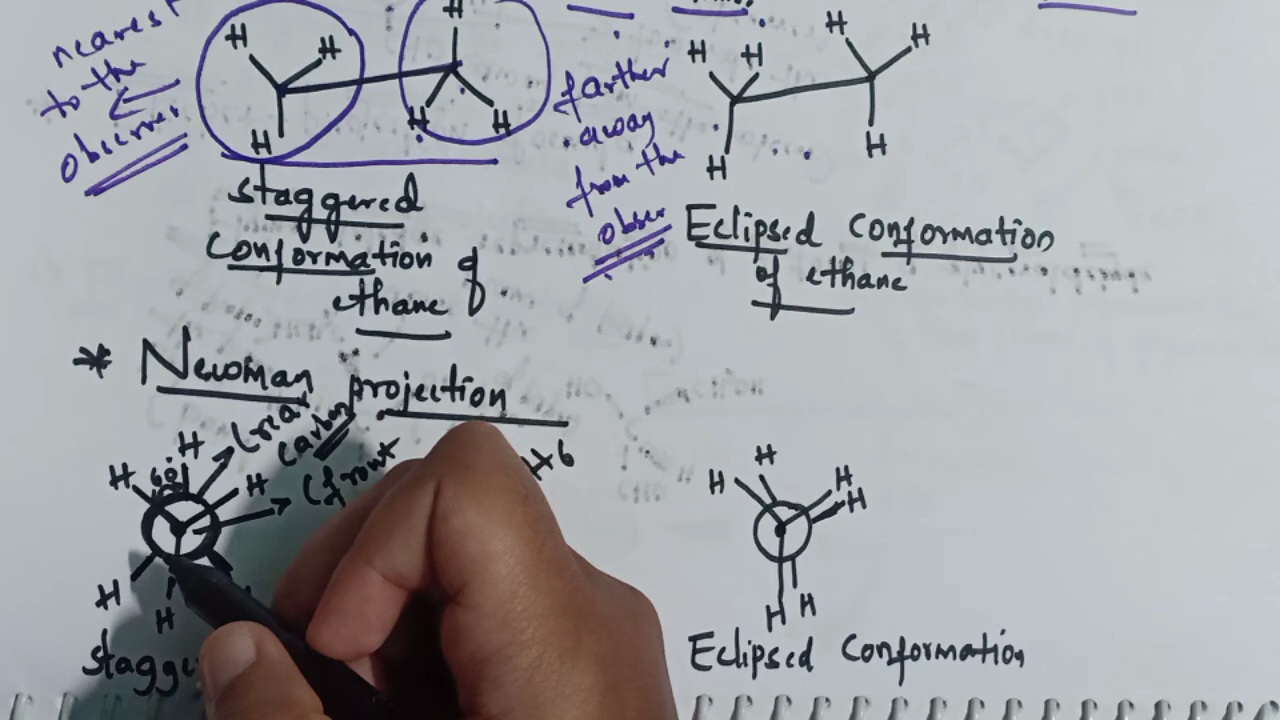 nearest
to the
observer
H
H
H
H
H
H
farther
away
from the
obser
H
H
H
H
H
H
staggered
conformation of
ethane
Eclipsed conformation
of ethane
* Newman projection
(rear
carbon
(front
H
H
60°
H
H
H
H
H
H
H
H
H
Eclipsed conformation